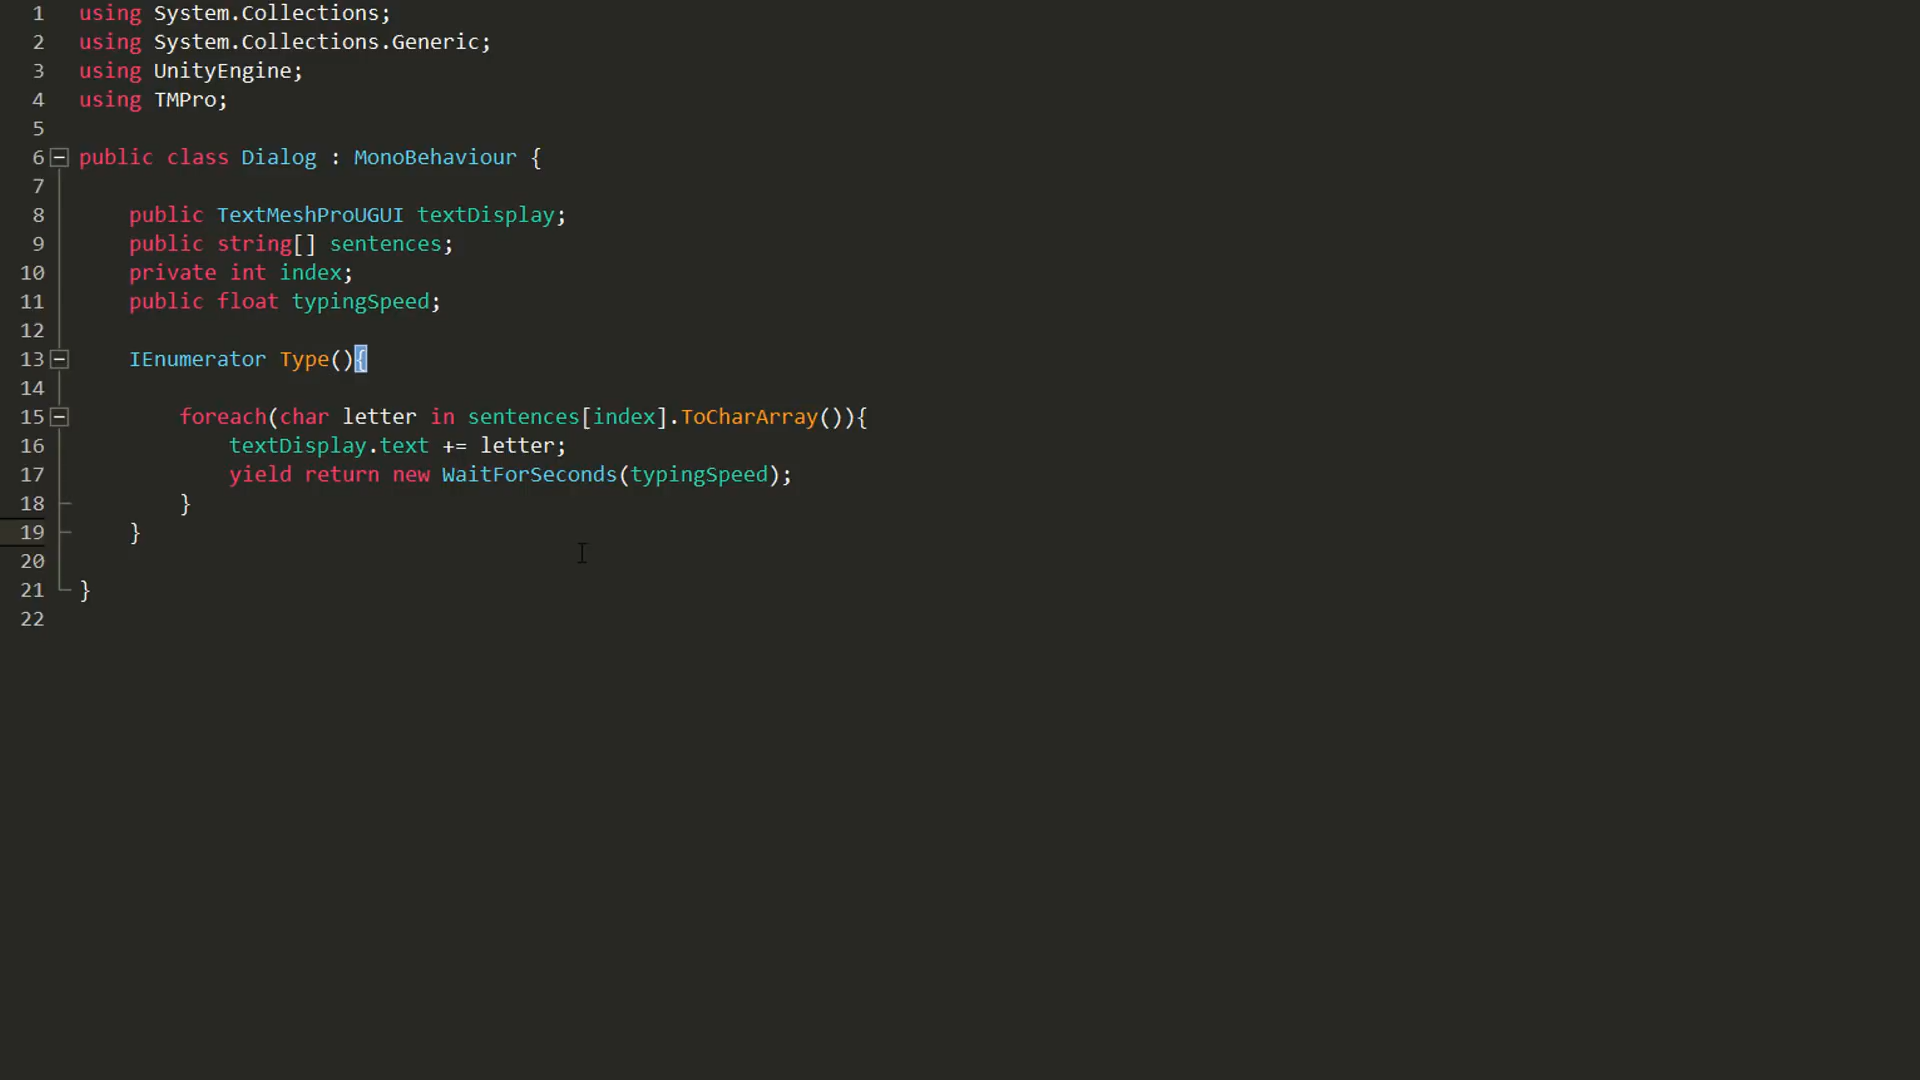 1 using System.Collections;
2 using System.Collections.Generic;
3 using UnityEngine;
4 using TMPro;
5
6 public class Dialog : MonoBehaviour {
7
8 public TextMeshProUGUI textDisplay;
9 public string[] sentences;
10 private int index;
11 public float typingSpeed;
12
13 IEnumerator Type(){
14
15 foreach(char letter in sentences[index].ToCharArray()){
16 textDisplay.text += letter;
17 yield return new WaitForSeconds(typingSpeed);
18 }
19 }
20
21 }
22